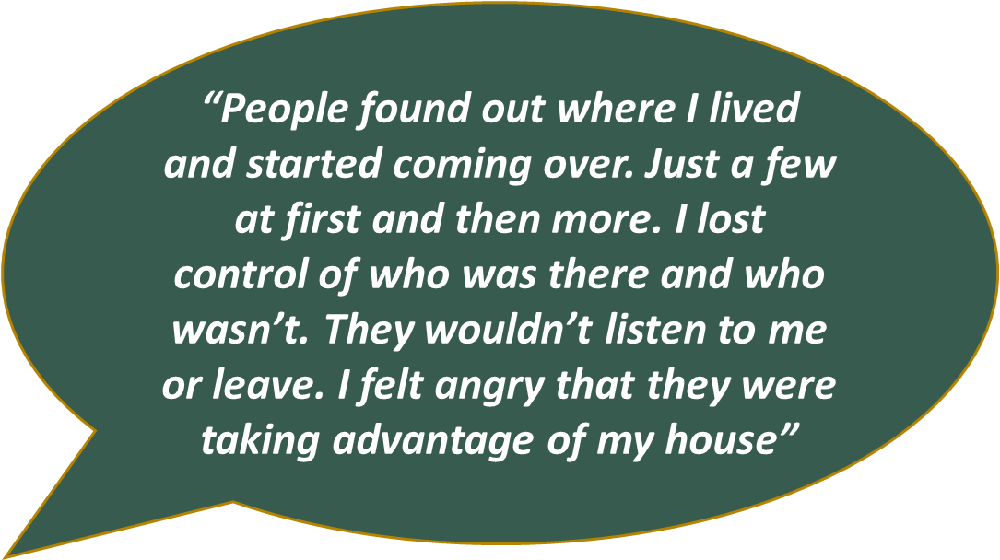 “People found out where I lived
and started coming over. Just a few
at first and then more. I lost
control of who was there and who
wasn’t. They wouldn’t listen to me
or leave. I felt angry that they were
taking advantage of my house”